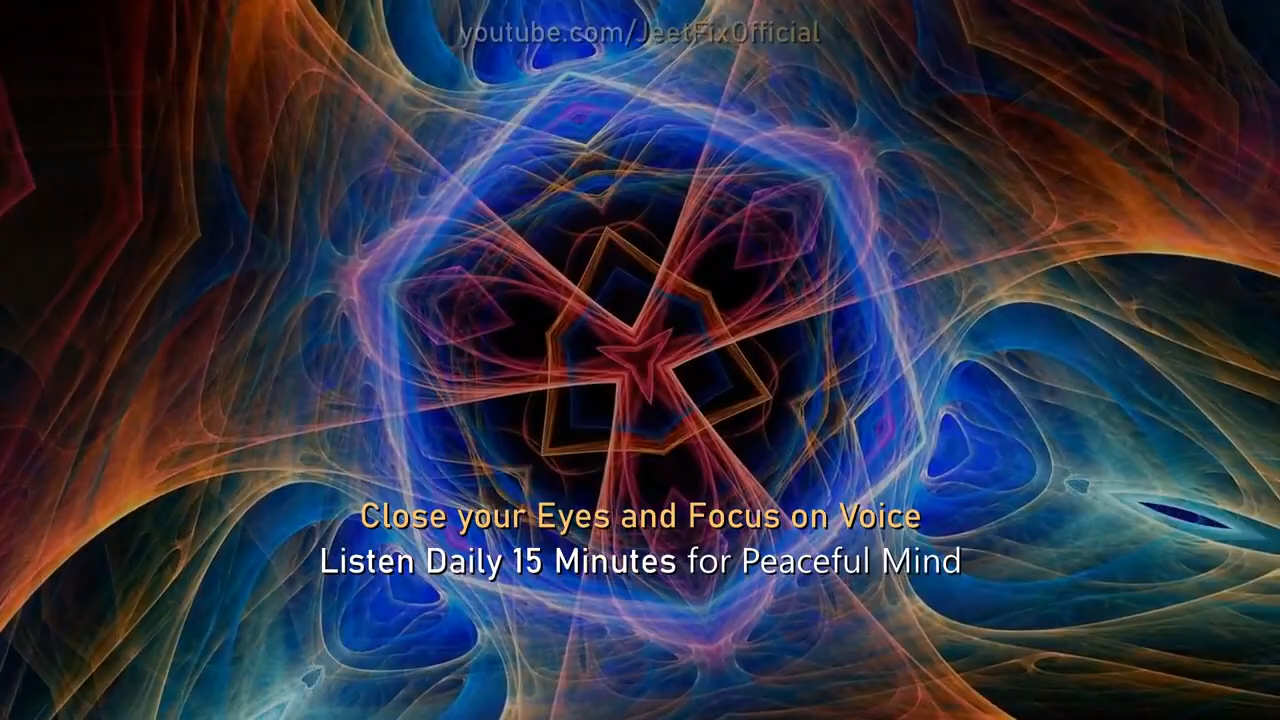 youtube.com/JeetFixOfficial
Close your Eyes and Focus on Voice
Listen Daily 15 Minutes for Peaceful Mind